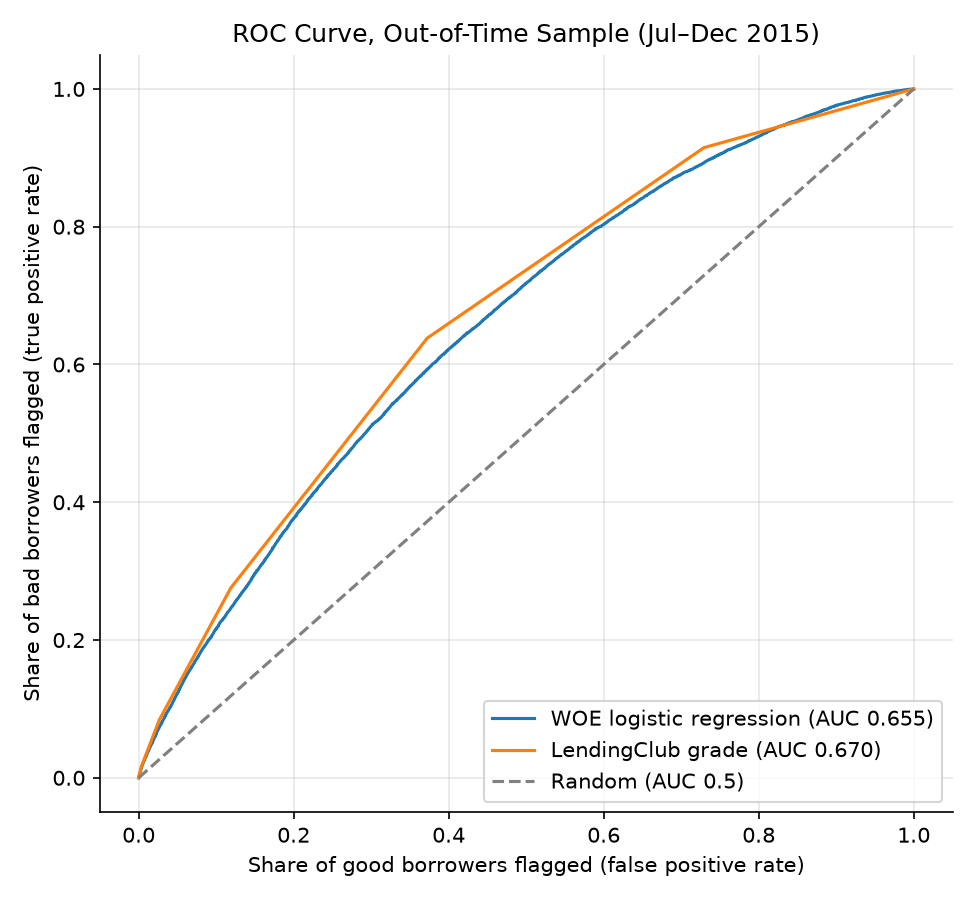 ROC Curve, Out-of-Time Sample (Jul–Dec 2015)
Share of bad borrowers flagged (true positive rate)
1.0
0.8
0.6
0.4
0.2
0.0
WOE logistic regression (AUC 0.655)
LendingClub grade (AUC 0.670)
Random (AUC 0.5)
0.0 0.2 0.4 0.6 0.8 1.0
Share of good borrowers flagged (false positive rate)